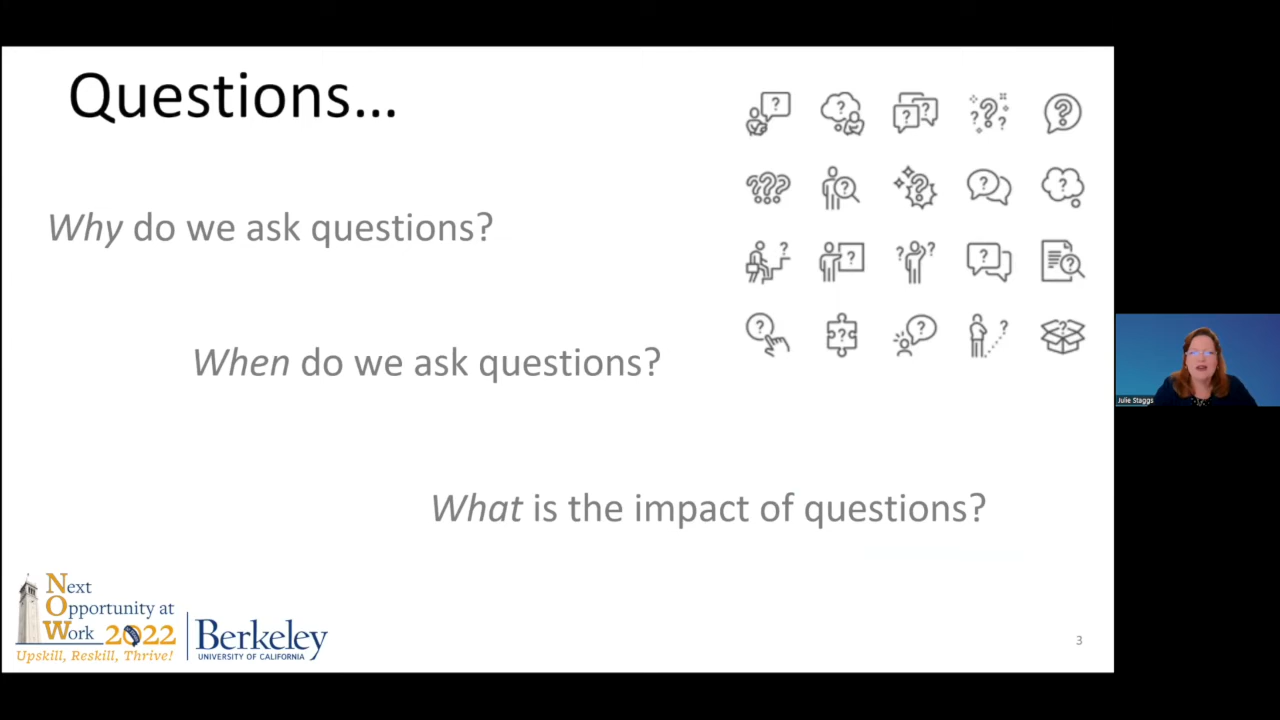 Questions...
Why do we ask questions?
When do we ask questions?
What is the impact of questions?
Julie Staggs
Next
Opportunity at
Work 2022
Upskill, Reskill, Thrive!
Berkeley
UNIVERSITY OF CALIFORNIA
3